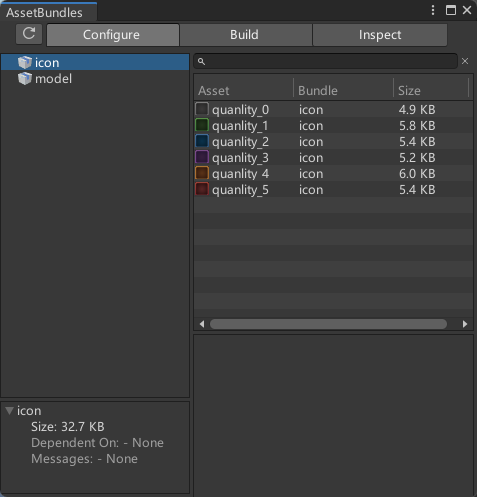 AssetBundles
Configure Build Inspect
icon
model
Asset Bundle Size
quanlity_0 icon 4.9 KB
quanlity_1 icon 5.8 KB
quanlity_2 icon 5.4 KB
quanlity_3 icon 5.2 KB
quanlity_4 icon 6.0 KB
quanlity_5 icon 5.4 KB
icon
Size: 32.7 KB
Dependent On: - None
Messages: - None